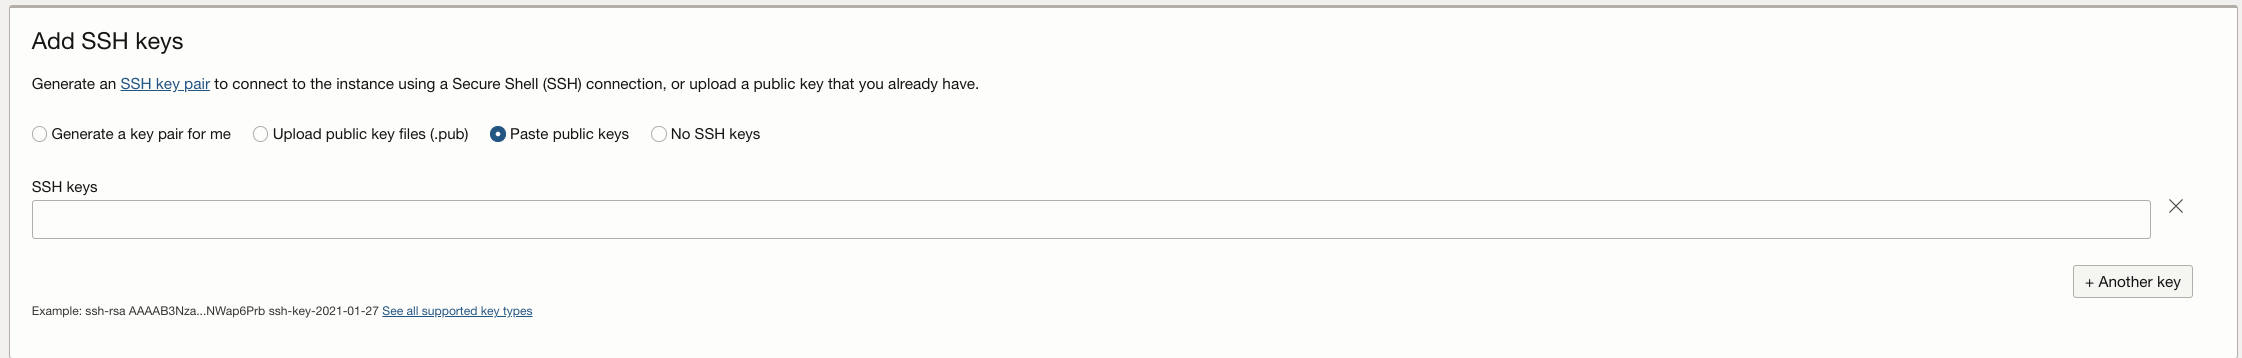 Add SSH keys
Generate an SSH key pair to connect to the instance using a Secure Shell (SSH) connection, or upload a public key that you already have.
Generate a key pair for me Upload public key files (.pub) Paste public keys No SSH keys
SSH keys
+ Another key
Example: ssh-rsa AAAAB3Nza...NWap6Prb ssh-key-2021-01-27 See all supported key types